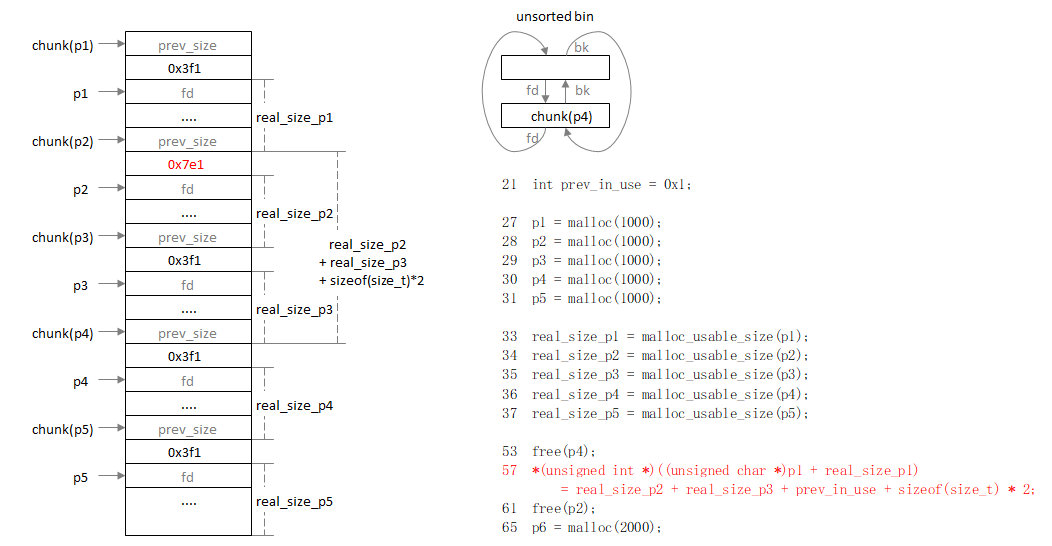 unsorted bin
chunk(p1) prev_size
0x3f1
p1 fd
.... real_size_p1
chunk(p2) prev_size
0x7e1
p2 fd
.... real_size_p2
chunk(p3) prev_size
0x3f1
p3 fd
.... real_size_p3
chunk(p4) prev_size
0x3f1
p4 fd
.... real_size_p4
chunk(p5) prev_size
0x3f1
p5 fd
.... real_size_p5
real_size_p2
+ real_size_p3
+ sizeof(size_t)*2
bk
fd bk
chunk(p4)
fd
21 int prev_in_use = 0x1;
27 p1 = malloc(1000);
28 p2 = malloc(1000);
29 p3 = malloc(1000);
30 p4 = malloc(1000);
31 p5 = malloc(1000);
33 real_size_p1 = malloc_usable_size(p1);
34 real_size_p2 = malloc_usable_size(p2);
35 real_size_p3 = malloc_usable_size(p3);
36 real_size_p4 = malloc_usable_size(p4);
37 real_size_p5 = malloc_usable_size(p5);
53 free(p4);
57 *(unsigned int *)((unsigned char *)p1 + real_size_p1)
= real_size_p2 + real_size_p3 + prev_in_use + sizeof(size_t) * 2;
61 free(p2);
65 p6 = malloc(2000);